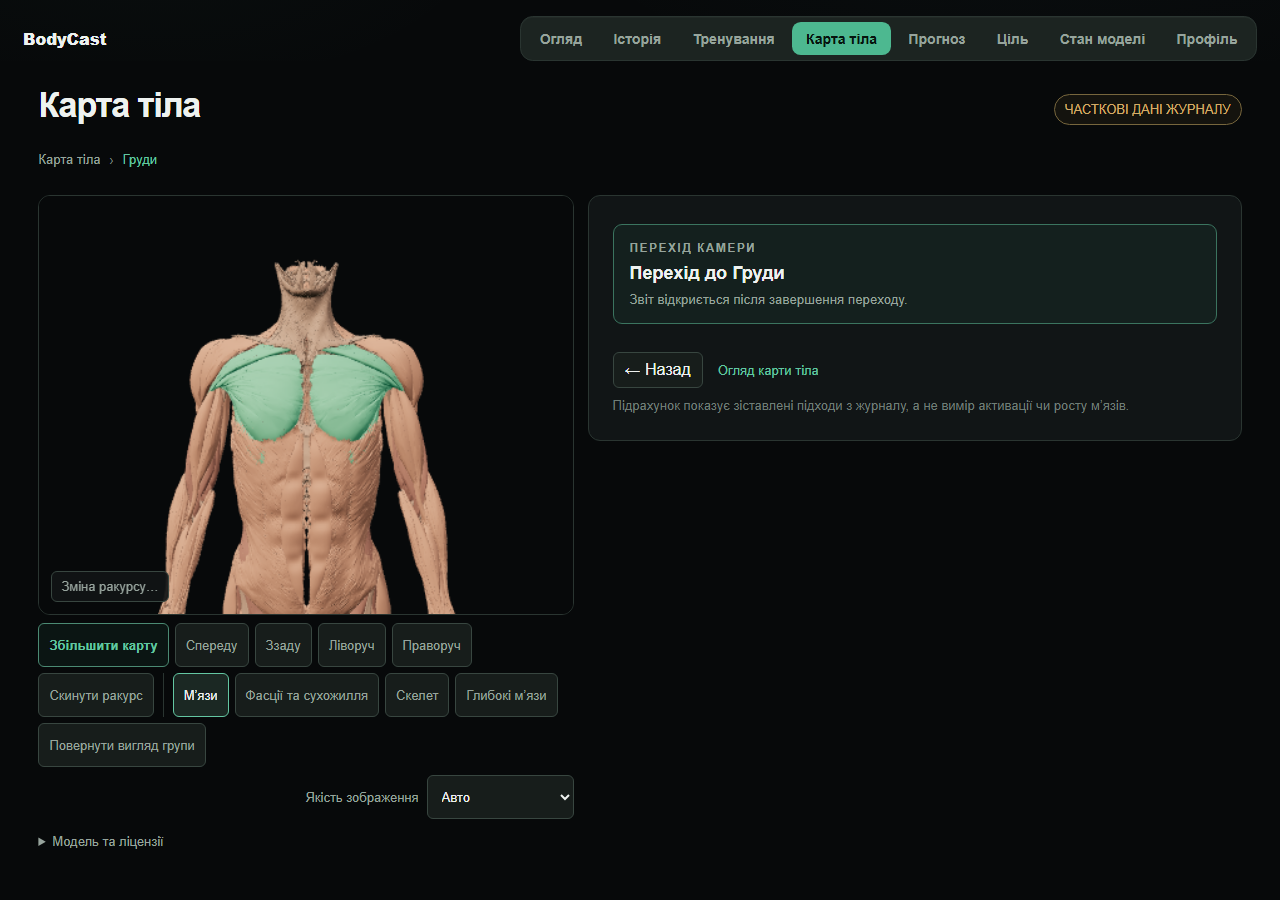 BodyCast
Огляд
Історія
Тренування
Карта тіла
Прогноз
Ціль
Стан моделі
Профіль
Карта тіла
ЧАСТКОВІ ДАНІ ЖУРНАЛУ
Карта тіла › Груди
ПЕРЕХІД КАМЕРИ
Перехід до Груди
Звіт відкриється після завершення переходу.
← Назад
Огляд карти тіла
Підрахунок показує зіставлені підходи з журналу, а не вимір активації чи росту м’язів.
Зміна ракурсу…
Збільшити карту
Спереду
Ззаду
Ліворуч
Праворуч
Скинути ракурс
М’язи
Фасції та сухожилля
Скелет
Глибокі м’язи
Повернути вигляд групи
Якість зображення
Авто
Модель та ліцензії